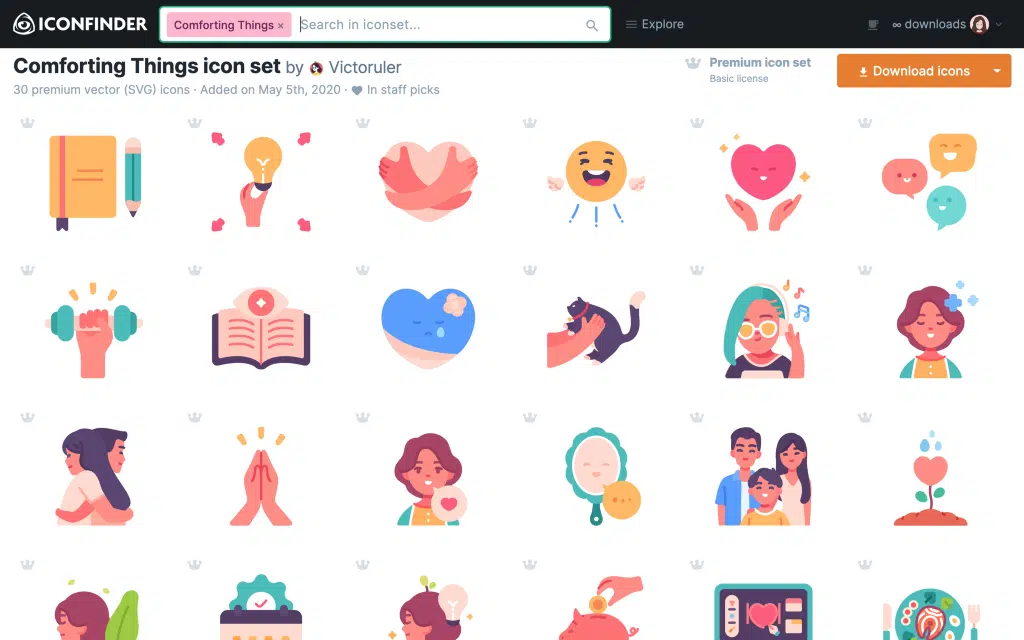 ICONFINDER
Comforting Things ×
Search in iconset...
Explore
∞ downloads
Comforting Things icon set by Victoruler
30 premium vector (SVG) icons · Added on May 5th, 2020 · In staff picks
Premium icon set
Basic license
Download icons